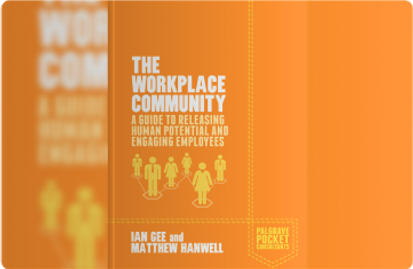 THE
WORKPLACE
COMMUNITY
A GUIDE TO RELEASING
HUMAN POTENTIAL AND
ENGAGING EMPLOYEES
IAN GEE and
MATTHEW HANWELL
PALGRAVE
POCKET
CONSULTANTS